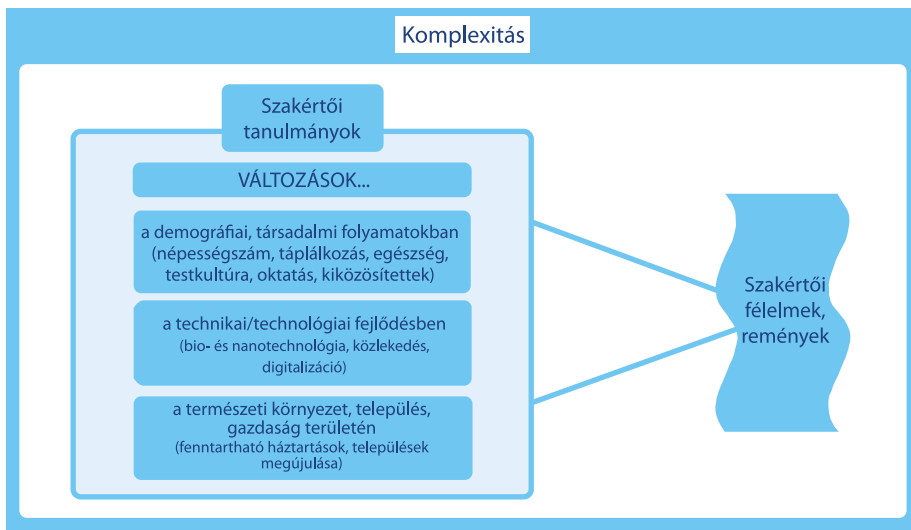 Komplexitás
Szakértői
tanulmányok
VÁLTOZÁSOK...
a demográfiai, társadalmi folyamatokban
(népességszám, táplálkozás, egészség,
testkultúra, oktatás, kiközösítettek)
a technikai/technológiai fejlődésben
(bio- és nanotechnológia, közlekedés,
digitalizáció)
a természeti környezet, település,
gazdaság területén
(fenntartható háztartások, települések
megújulása)
Szakértői
félelmek,
remények